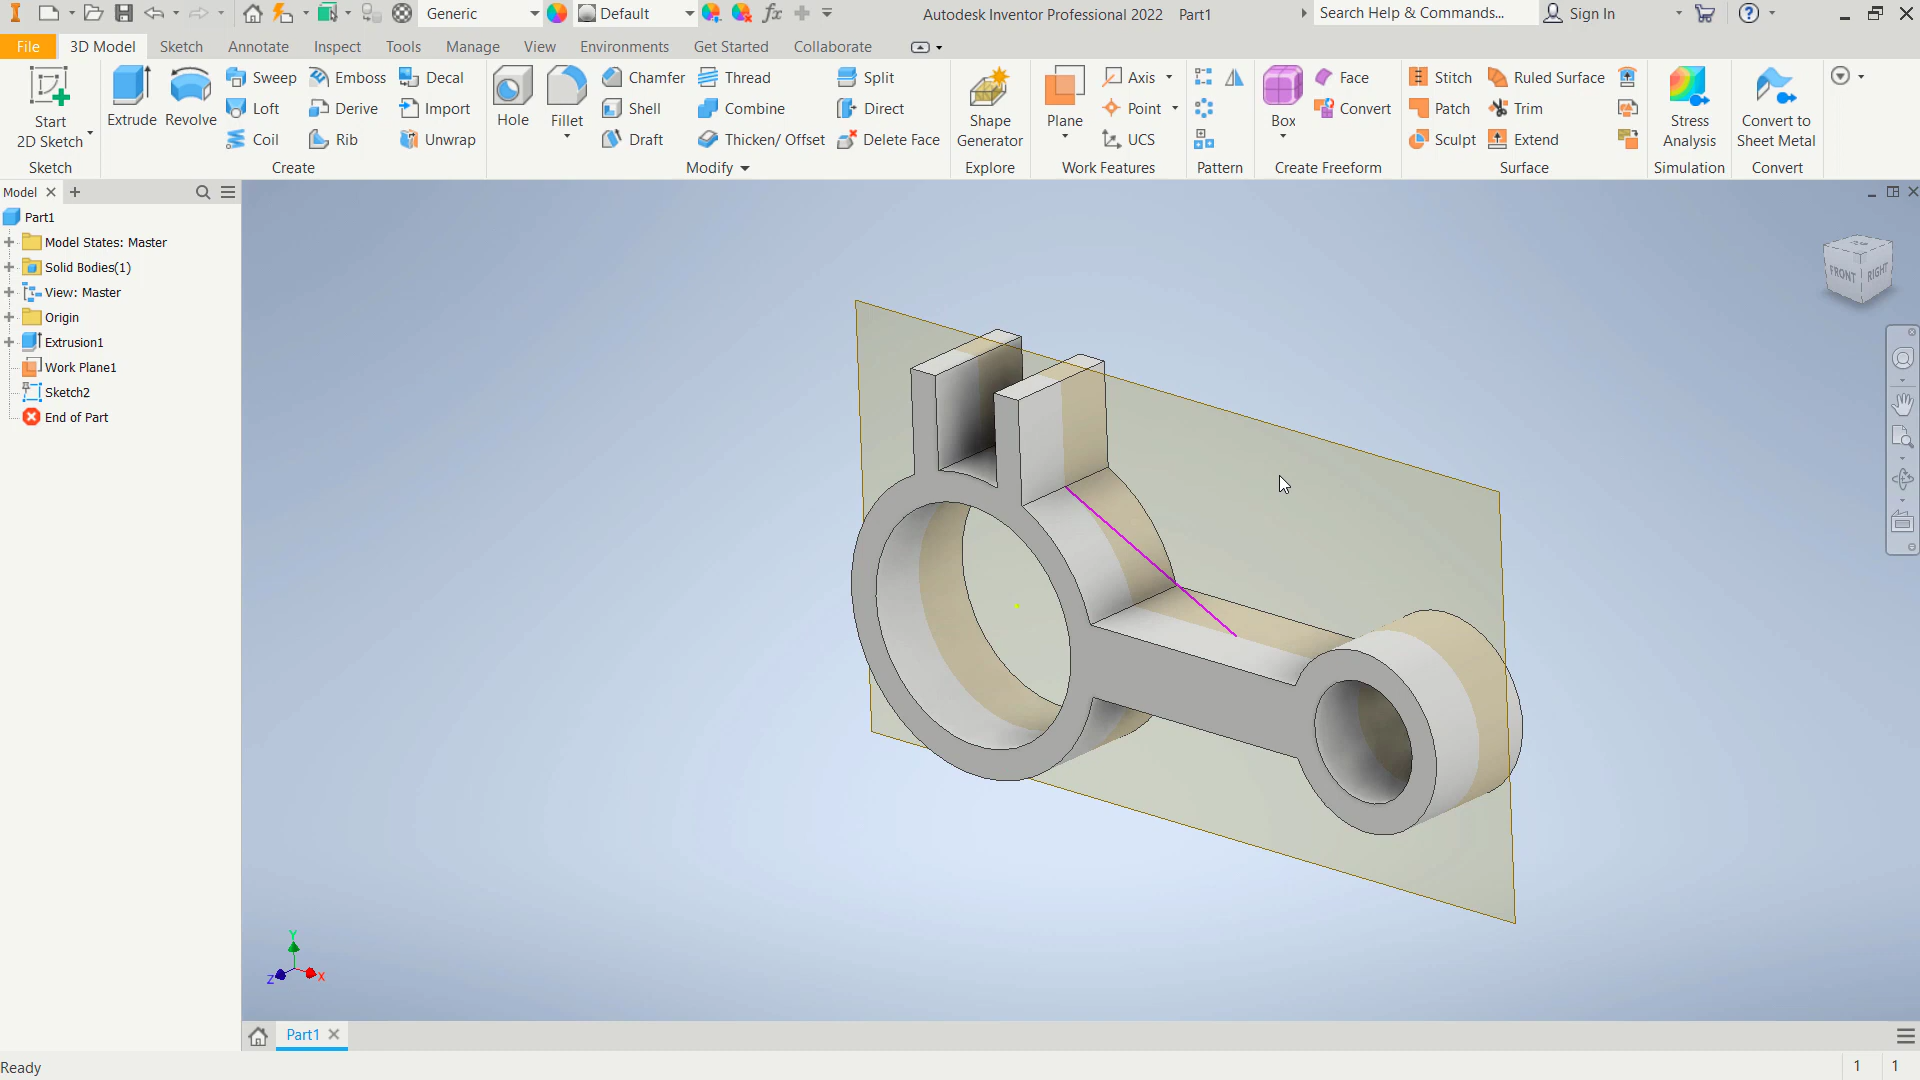 Generic
Default
Autodesk Inventor Professional 2022 Part1
Search Help & Commands...
Sign In
File
3D Model
Sketch
Annotate
Inspect
Tools
Manage
View
Environments
Get Started
Collaborate
Start
2D Sketch
Sketch
Extrude
Revolve
Sweep
Emboss
Decal
Loft
Derive
Import
Coil
Rib
Unwrap
Create
Hole
Fillet
Chamfer
Thread
Split
Shell
Combine
Direct
Draft
Thicken/ Offset
Delete Face
Modify
Shape
Generator
Explore
Plane
Axis
Point
UCS
Work Features
Pattern
Box
Face
Convert
Create Freeform
Stitch
Ruled Surface
Patch
Trim
Sculpt
Extend
Surface
Stress
Analysis
Simulation
Convert to
Sheet Metal
Convert
Model
Part1
Model States: Master
Solid Bodies(1)
View: Master
Origin
Extrusion1
Work Plane1
Sketch2
End of Part
FRONT
RIGHT
Y
Z
X
Part1
Ready
1
1